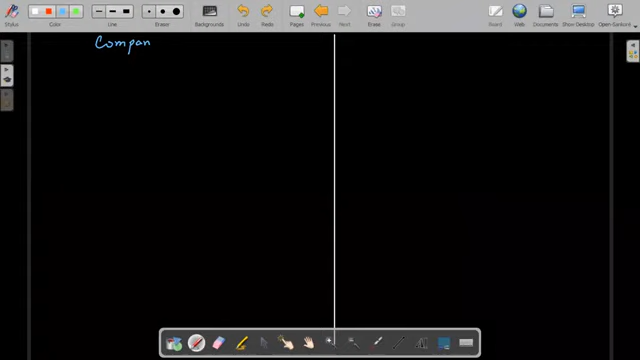 Stylus
Color
Line
Eraser
Backgrounds
Undo
Redo
Pages
Previous
Next
Erase
Group
Board
Web
Documents
Show Desktop
Open-Sankoré
Compan